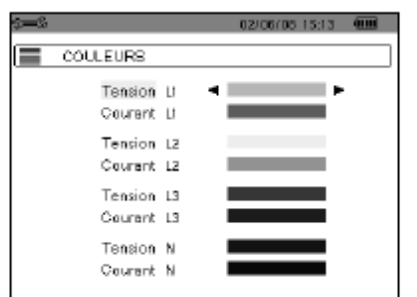 02/06/06 15:13
COULEURS
Tension L1
Courant L1
Tension L2
Courant L2
Tension L3
Courant L3
Tension N
Courant N